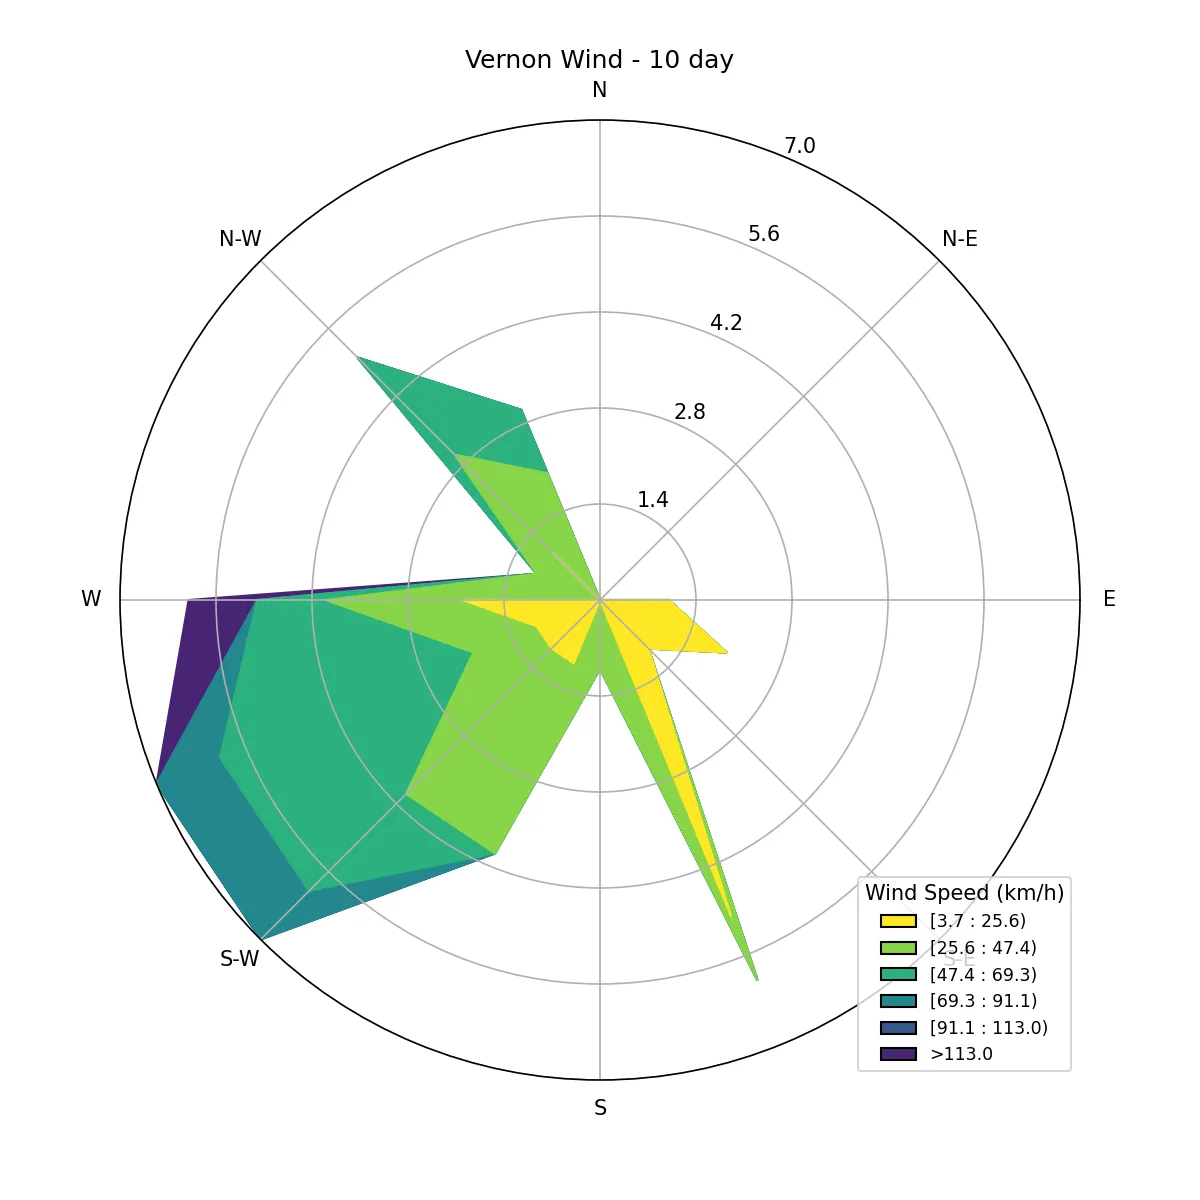 Vernon Wind - 10 day
N
7.0
N-W
5.6
N-E
4.2
2.8
1.4
W
E
Wind Speed (km/h)
[3.7 : 25.6)
[25.6 : 47.4)
S-W
S-E
[47.4 : 69.3)
[69.3 : 91.1)
[91.1 : 113.0)
>113.0
S